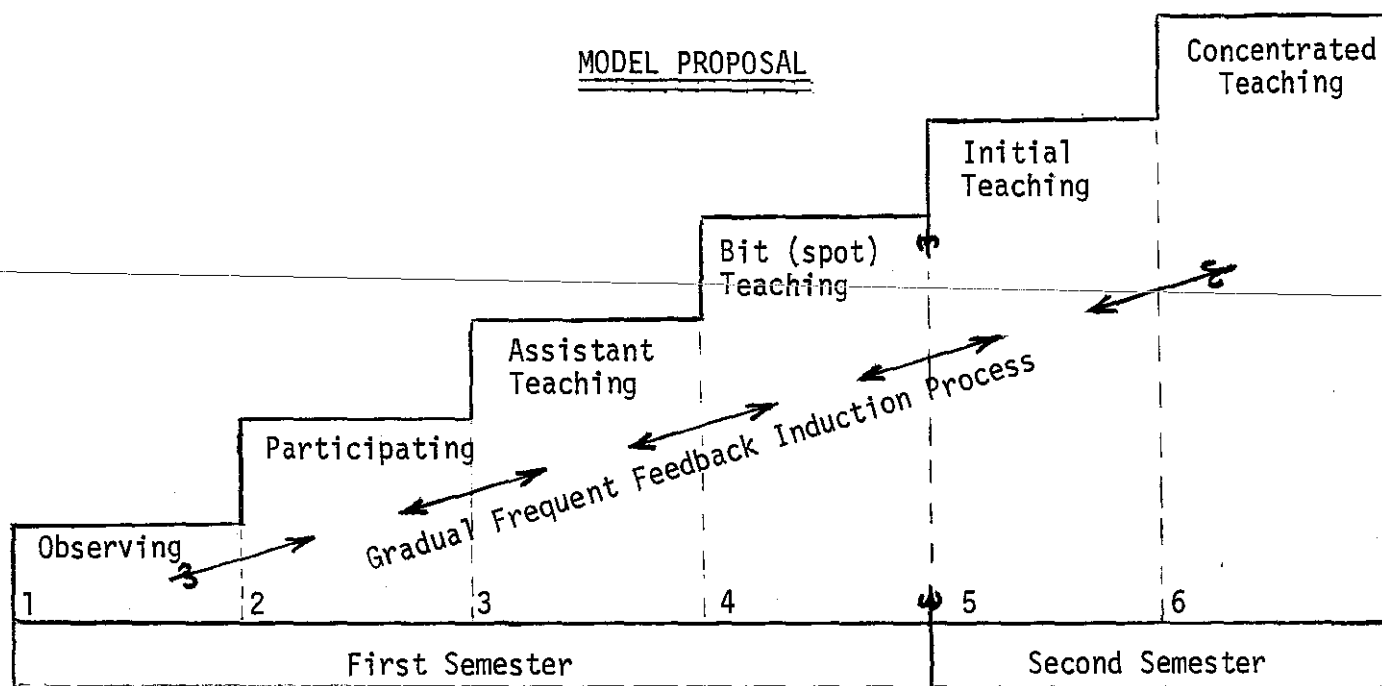 MODEL PROPOSAL
Concentrated
Teaching
Initial
Teaching
Bit (spot)
Teaching
Assistant
Teaching
Participating
Observing
Gradual Frequent Feedback Induction Process
1 2 3 4 5 6
First Semester Second Semester